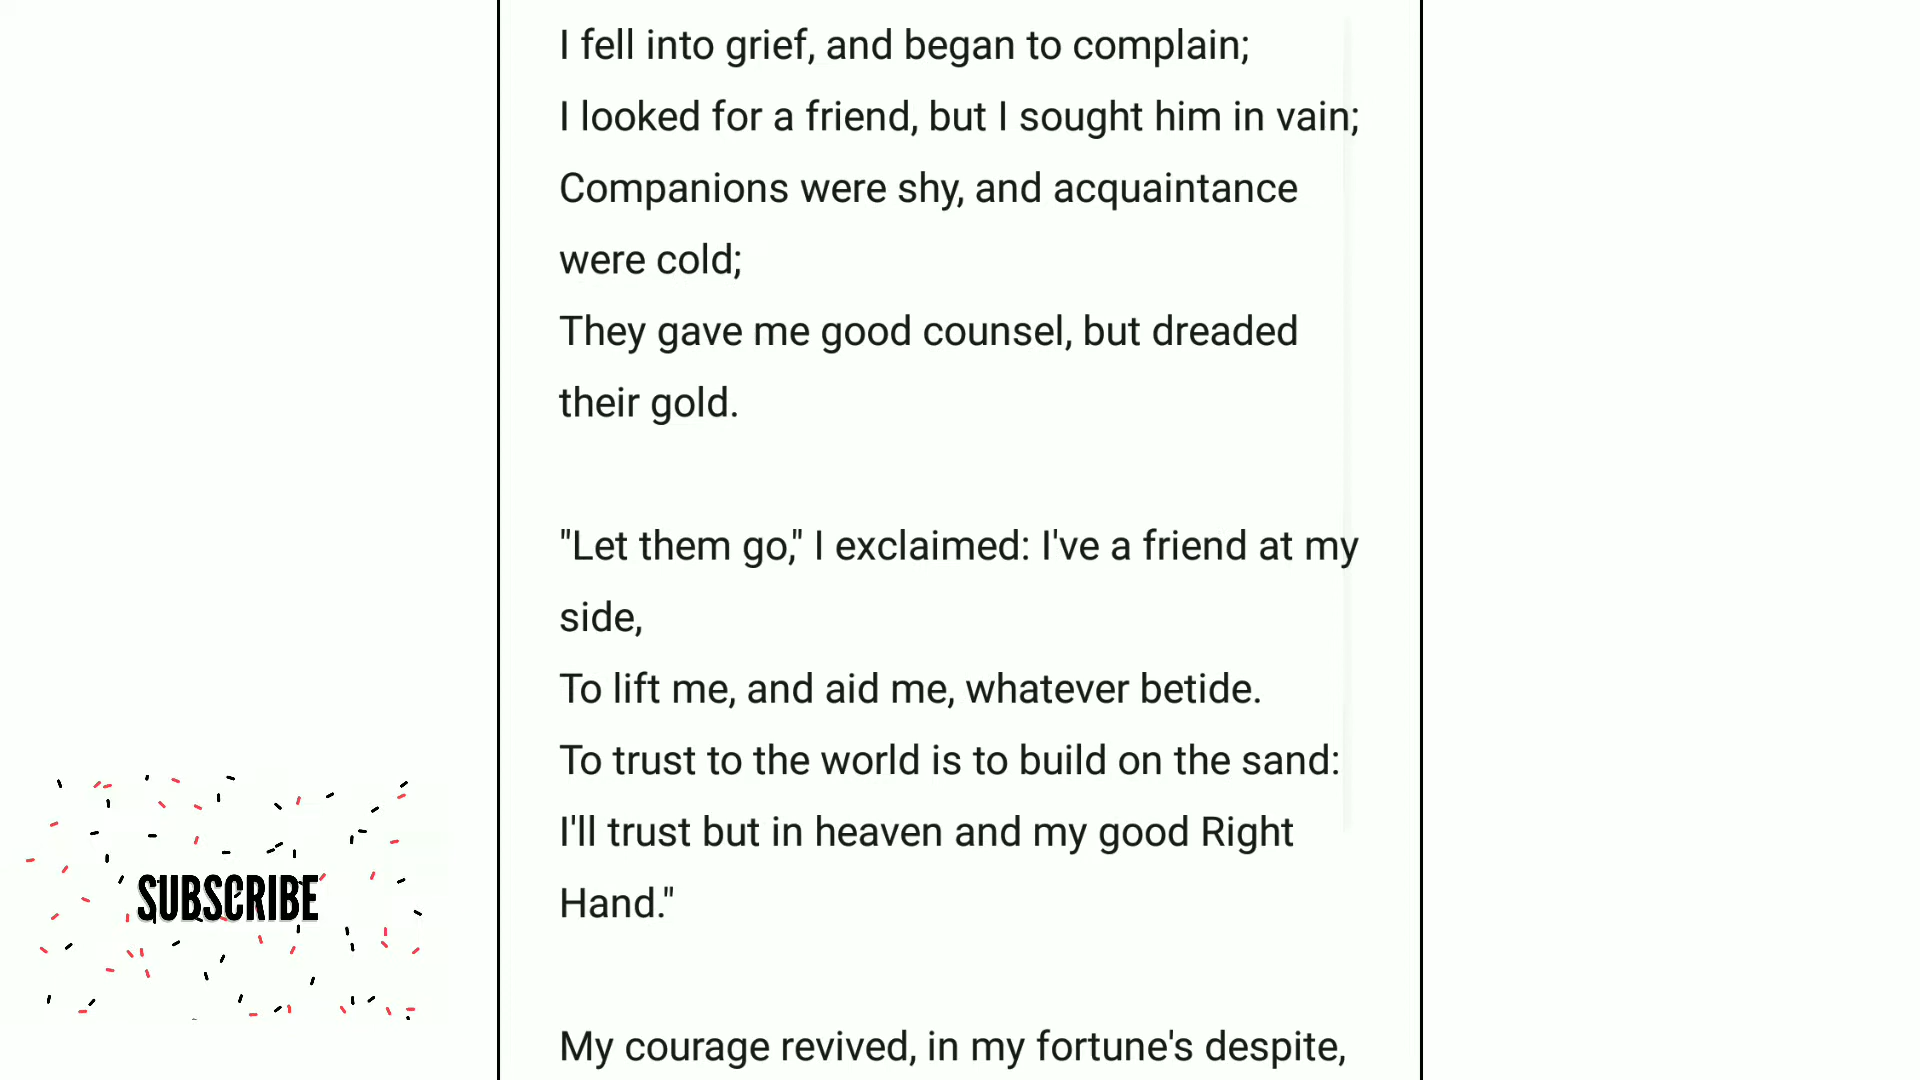 I fell into grief, and began to complain;
I looked for a friend, but I sought him in vain;
Companions were shy, and acquaintance
were cold;
They gave me good counsel, but dreaded
their gold.
"Let them go," I exclaimed: I've a friend at my
side,
To lift me, and aid me, whatever betide.
To trust to the world is to build on the sand:
I'll trust but in heaven and my good Right
Hand."
My courage revived, in my fortune's despite,
SUBSCRIBE